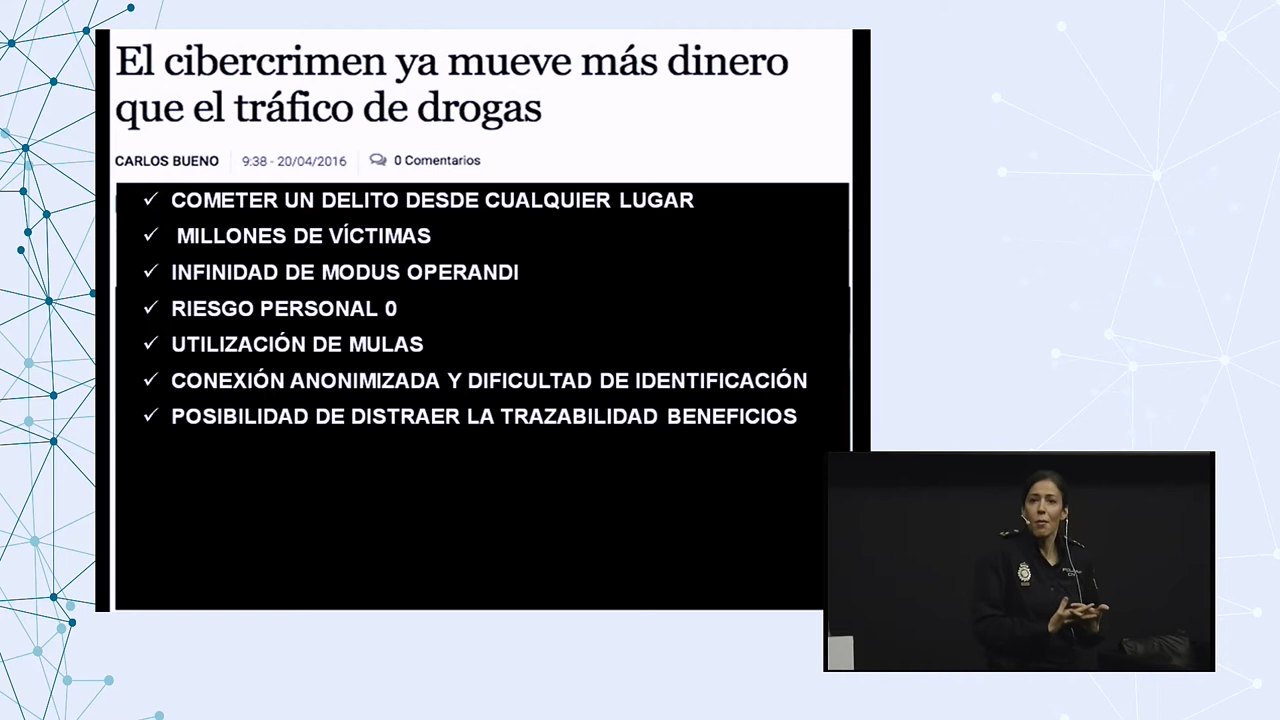 El cibercrimen ya mueve más dinero
que el tráfico de drogas
CARLOS BUENO 9:38 - 20/04/2016 0 Comentarios
✓ COMETER UN DELITO DESDE CUALQUIER LUGAR
✓ MILLONES DE VÍCTIMAS
✓ INFINIDAD DE MODUS OPERANDI
✓ RIESGO PERSONAL 0
✓ UTILIZACIÓN DE MULAS
✓ CONEXIÓN ANONIMIZADA Y DIFICULTAD DE IDENTIFICACIÓN
✓ POSIBILIDAD DE DISTRAER LA TRAZABILIDAD BENEFICIOS